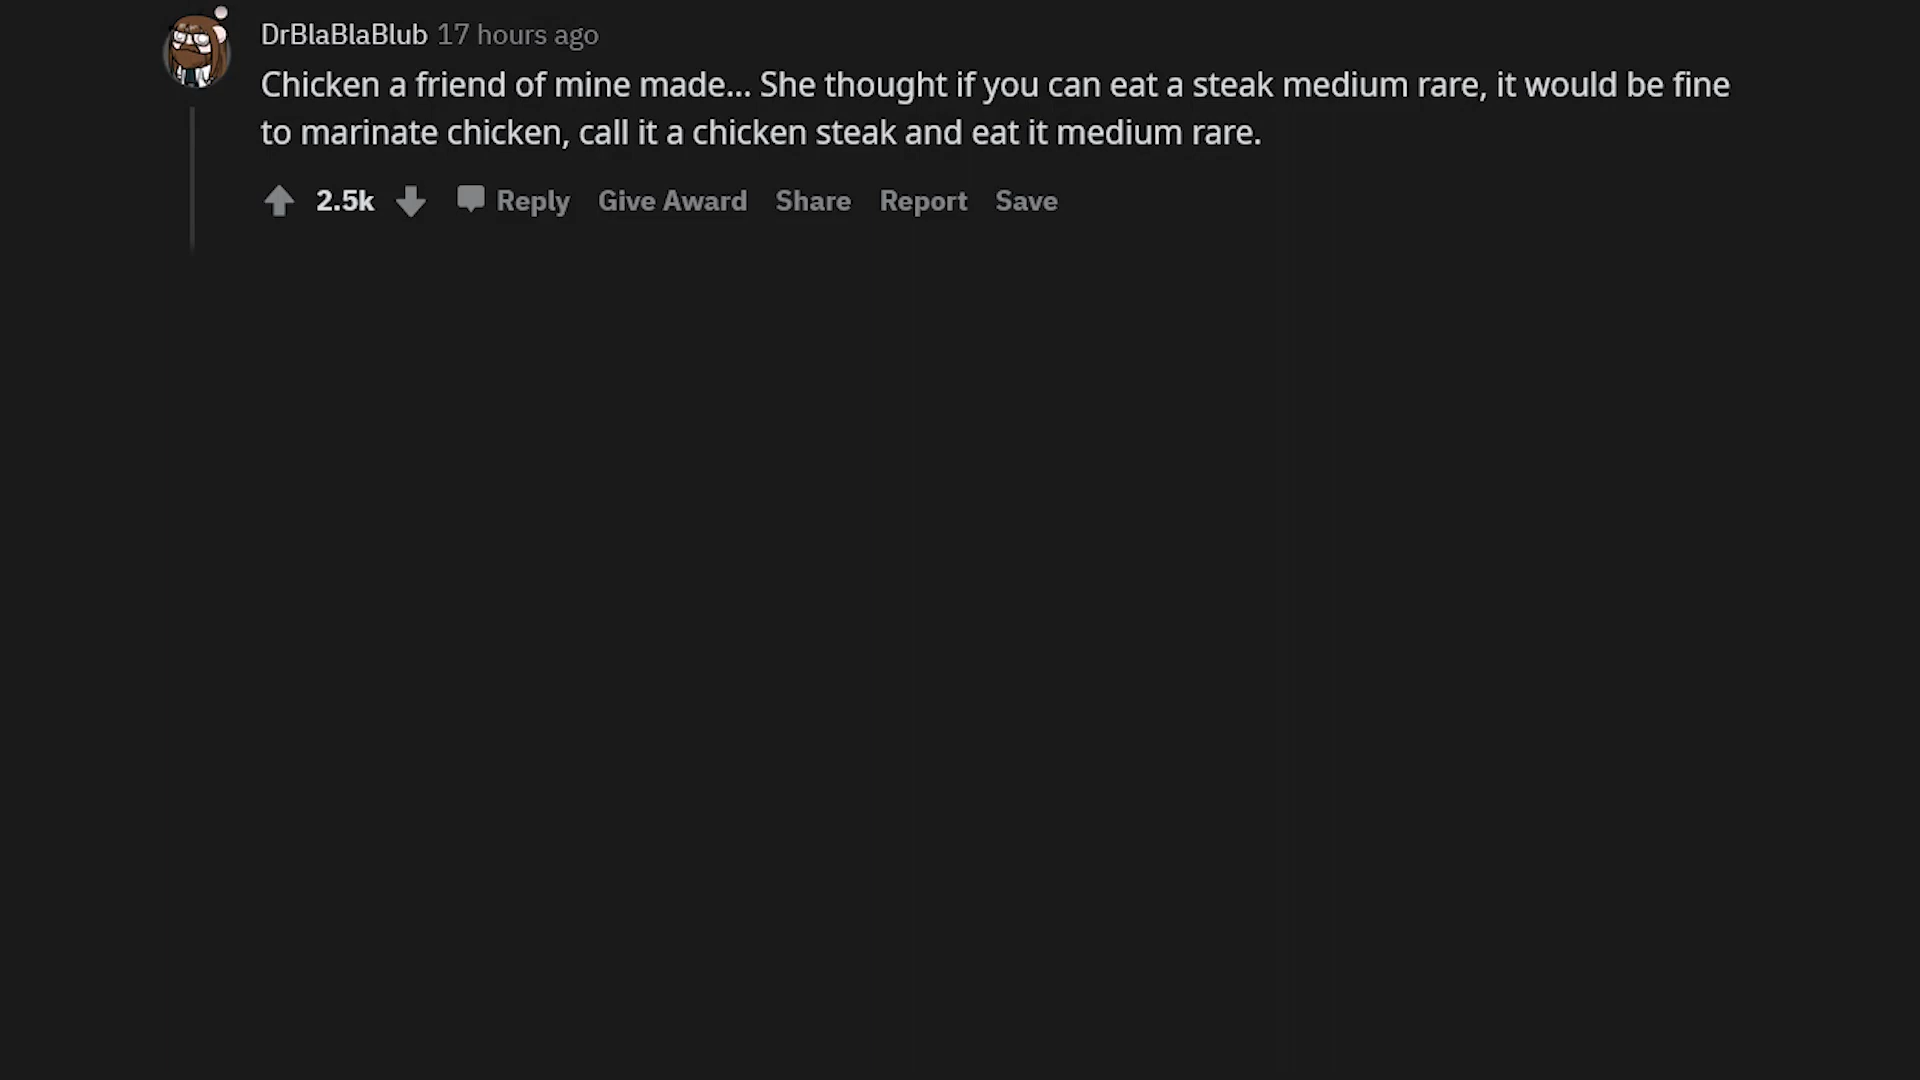 DrBlaBlaBlub 17 hours ago
Chicken a friend of mine made... She thought if you can eat a steak medium rare, it would be fine
to marinate chicken, call it a chicken steak and eat it medium rare.
2.5k Reply Give Award Share Report Save